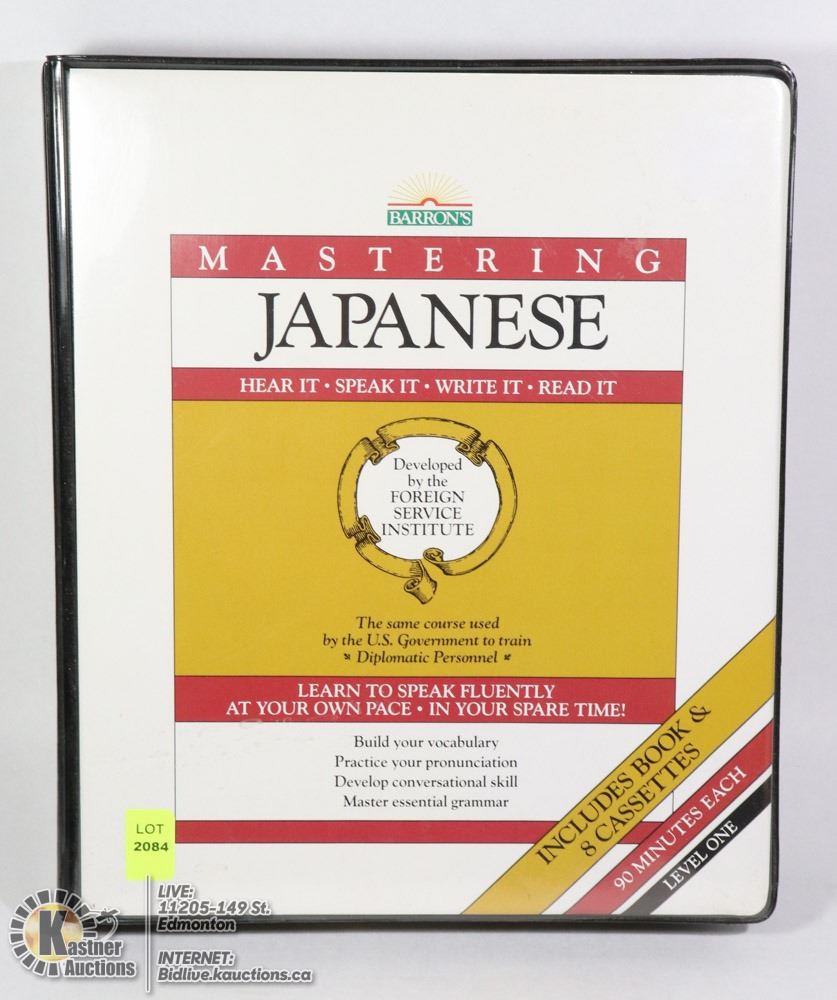 BARRON'S
MASTERING
JAPANESE
HEAR IT • SPEAK IT • WRITE IT • READ IT
Developed
by the
FOREIGN
SERVICE
INSTITUTE
The same course used
by the U.S. Government to train
Diplomatic Personnel
LEARN TO SPEAK FLUENTLY
AT YOUR OWN PACE • IN YOUR SPARE TIME!
Build your vocabulary
Practice your pronunciation
Develop conversational skill
Master essential grammar
INCLUDES BOOK &
8 CASSETTES
90 MINUTES EACH
LEVEL ONE
LOT
2084
Kastner
Auctions
LIVE:
11205-149 St.
Edmonton
INTERNET:
Bidlive.kauctions.ca